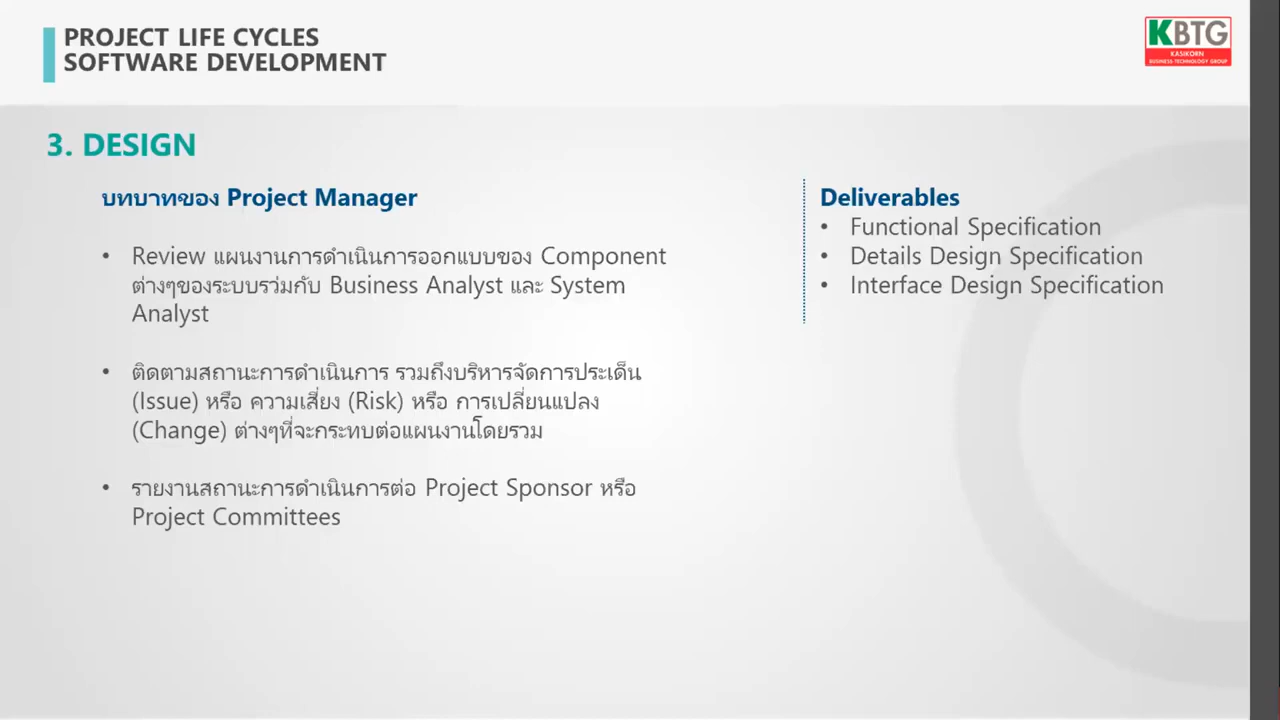 PROJECT LIFE CYCLES
SOFTWARE DEVELOPMENT
KBTG
KASIKORN
BUSINESS TECHNOLOGY GROUP
3. DESIGN
บทบาทของ Project Manager
• Review แผนงานการดำเนินการออกแบบของ Component
ต่างๆของระบบร่วมกับ Business Analyst และ System
Analyst
• ติดตามสถานะการดำเนินการ รวมถึงบริหารจัดการประเด็น
(Issue) หรือ ความเสี่ยง (Risk) หรือ การเปลี่ยนแปลง
(Change) ต่างๆที่จะกระทบต่อแผนงานโดยรวม
• รายงานสถานะการดำเนินการต่อ Project Sponsor หรือ
Project Committees
Deliverables
• Functional Specification
• Details Design Specification
• Interface Design Specification